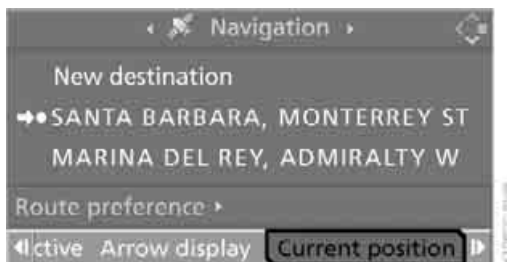 Navigation
New destination
SANTA BARBARA, MONTERREY ST
MARINA DEL REY, ADMIRALTY W
Route preference
ctive Arrow display Current position